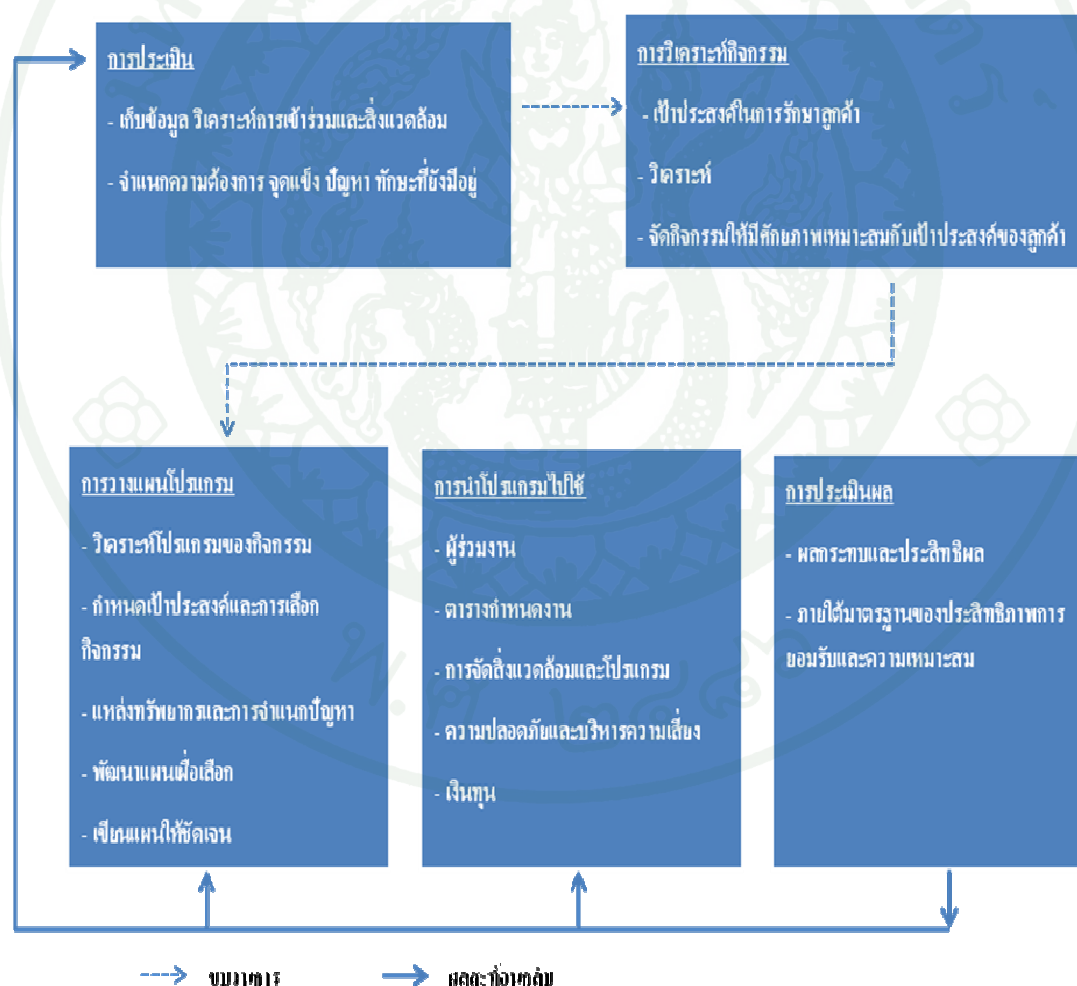 การประเมิน
- เก็บข้อมูล วิเคราะห์การเข้าร่วมและสิ่งแวดล้อม
- จำแนกความต้องการ จุดแข็ง ปัญหา ทักษะที่ยังมีอยู่
การวิเคราะห์กิจกรรม
- เป้าประสงค์ในการรักษาลูกค้า
- วิเคราะห์
- จัดกิจกรรมให้มีศักยภาพเหมาะสมกับเป้าประสงค์ของลูกค้า
การวางแผนโปรแกรม
- วิเคราะห์โปรแกรมของกิจกรรม
- กำหนดเป้าประสงค์และการเลือก
กิจกรรม
- แหล่งทรัพยากรและการจำแนกปัญหา
- พัฒนาแผนเผื่อเลือก
- เขียนแผนให้ชัดเจน
การนำโปรแกรมไปใช้
- ผู้ร่วมงาน
- ตารางกำหนดงาน
- การจัดสิ่งแวดล้อมและโปรแกรม
- ความปลอดภัยและบริหารความเสี่ยง
- เงินทุน
การประเมินผล
- ผลกระทบและประสิทธิผล
- ภายใต้มาตรฐานของประสิทธิภาพการ
ยอมรับและความเหมาะสม
พ.ศ. ๒๔๘๖
ขบวนการ
ผลสะท้อนกลับ